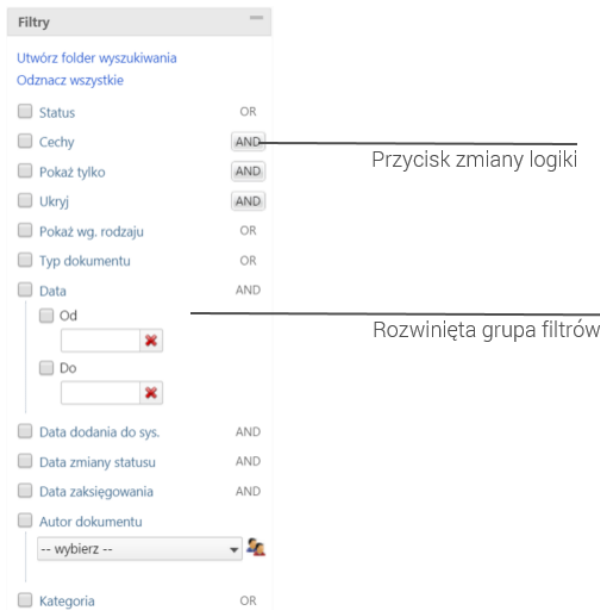 Filtry
Utwórz folder wyszukiwania
Odznacz wszystkie
Status OR
Cechy AND
Przycisk zmiany logiki
Pokaż tylko AND
Ukryj AND
Pokaż wg. rodzaju OR
Typ dokumentu OR
Data AND
Od
Rozwinięta grupa filtrów
Do
Data dodania do sys. AND
Data zmiany statusu AND
Data zaksięgowania AND
Autor dokumentu
-- wybierz --
Kategoria OR